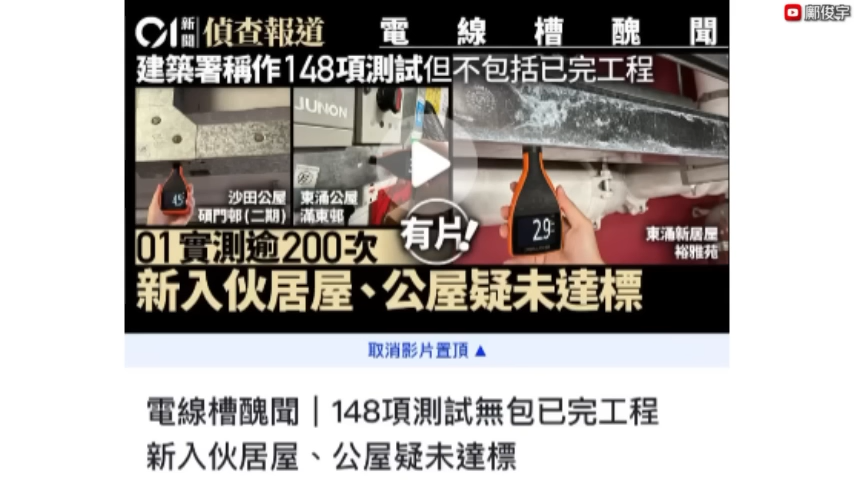 鄺俊宇
01新聞 偵查報道 電線槽醜聞
建築署稱作148項測試但不包括已完工程
JUNON
沙田公屋
碩門邨(二期)
東涌公屋
滿東邨
4.5
2.9
東涌新居屋
裕雅苑
有片!
01實測逾200次
新入伙居屋、公屋疑未達標
取消影片置頂 ▲
電線槽醜聞｜148項測試無包已完工程
新入伙居屋、公屋疑未達標